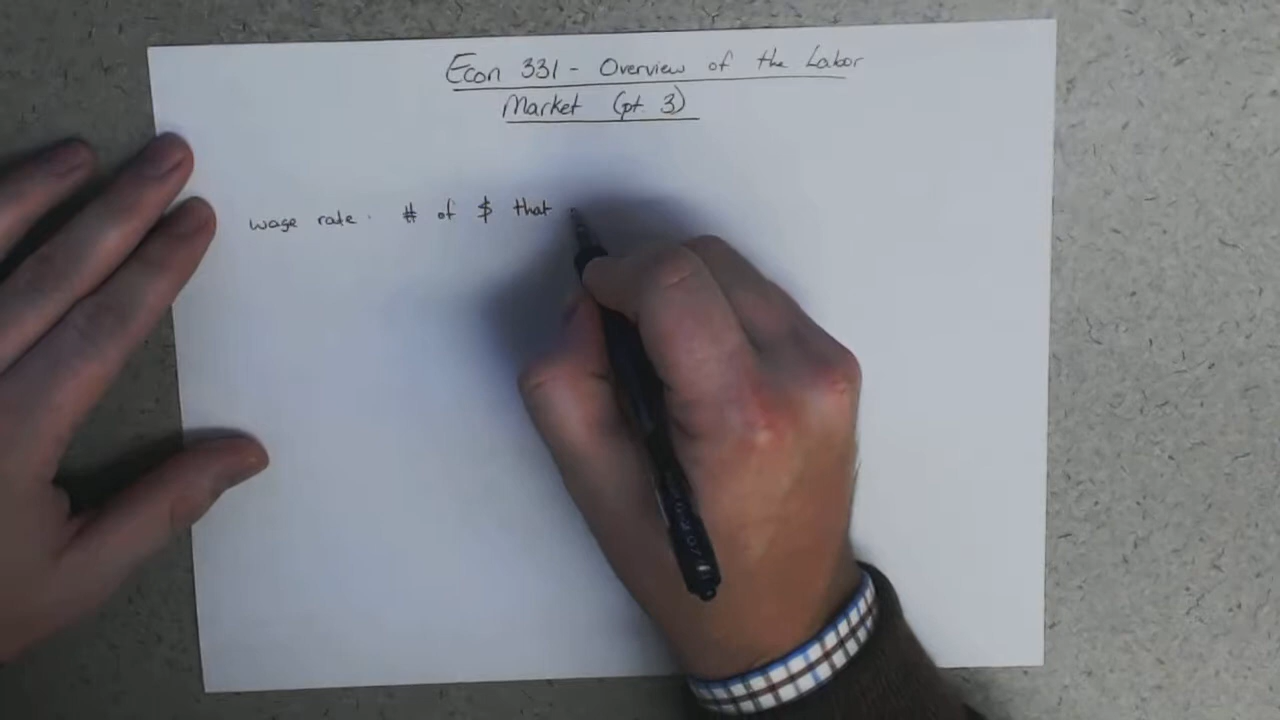 Econ 331 - Overview of the Labor
Market (pt. 3)
wage rate: # of $ that